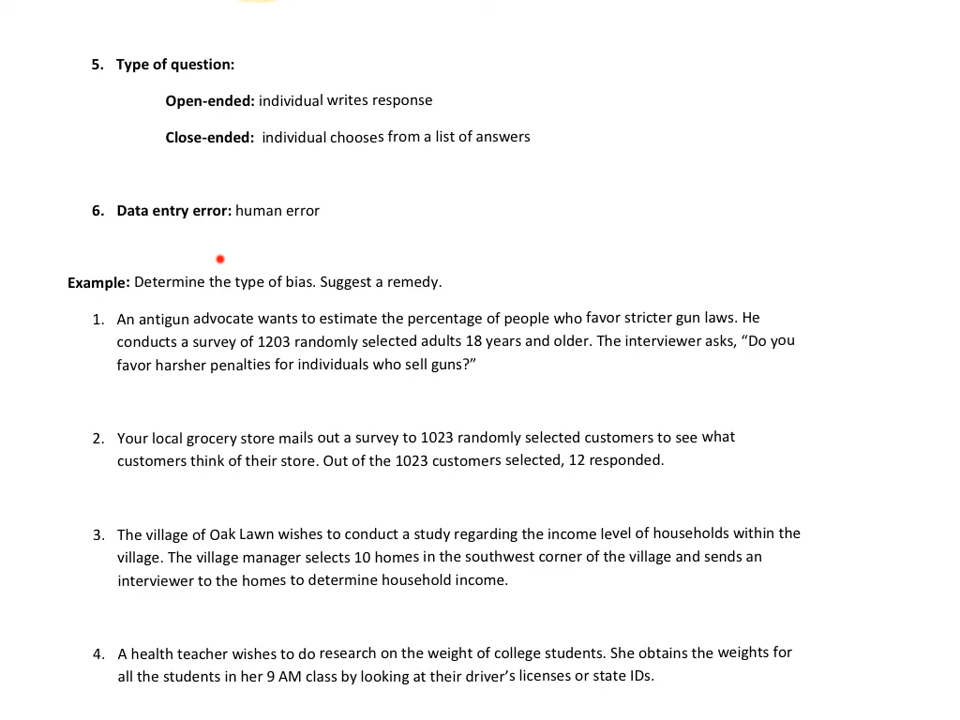 5. Type of question:
Open-ended: individual writes response
Close-ended: individual chooses from a list of answers
6. Data entry error: human error
Example: Determine the type of bias. Suggest a remedy.
1. An antigun advocate wants to estimate the percentage of people who favor stricter gun laws. He
conducts a survey of 1203 randomly selected adults 18 years and older. The interviewer asks, “Do you
favor harsher penalties for individuals who sell guns?”
2. Your local grocery store mails out a survey to 1023 randomly selected customers to see what
customers think of their store. Out of the 1023 customers selected, 12 responded.
3. The village of Oak Lawn wishes to conduct a study regarding the income level of households within the
village. The village manager selects 10 homes in the southwest corner of the village and sends an
interviewer to the homes to determine household income.
4. A health teacher wishes to do research on the weight of college students. She obtains the weights for
all the students in her 9 AM class by looking at their driver’s licenses or state IDs.